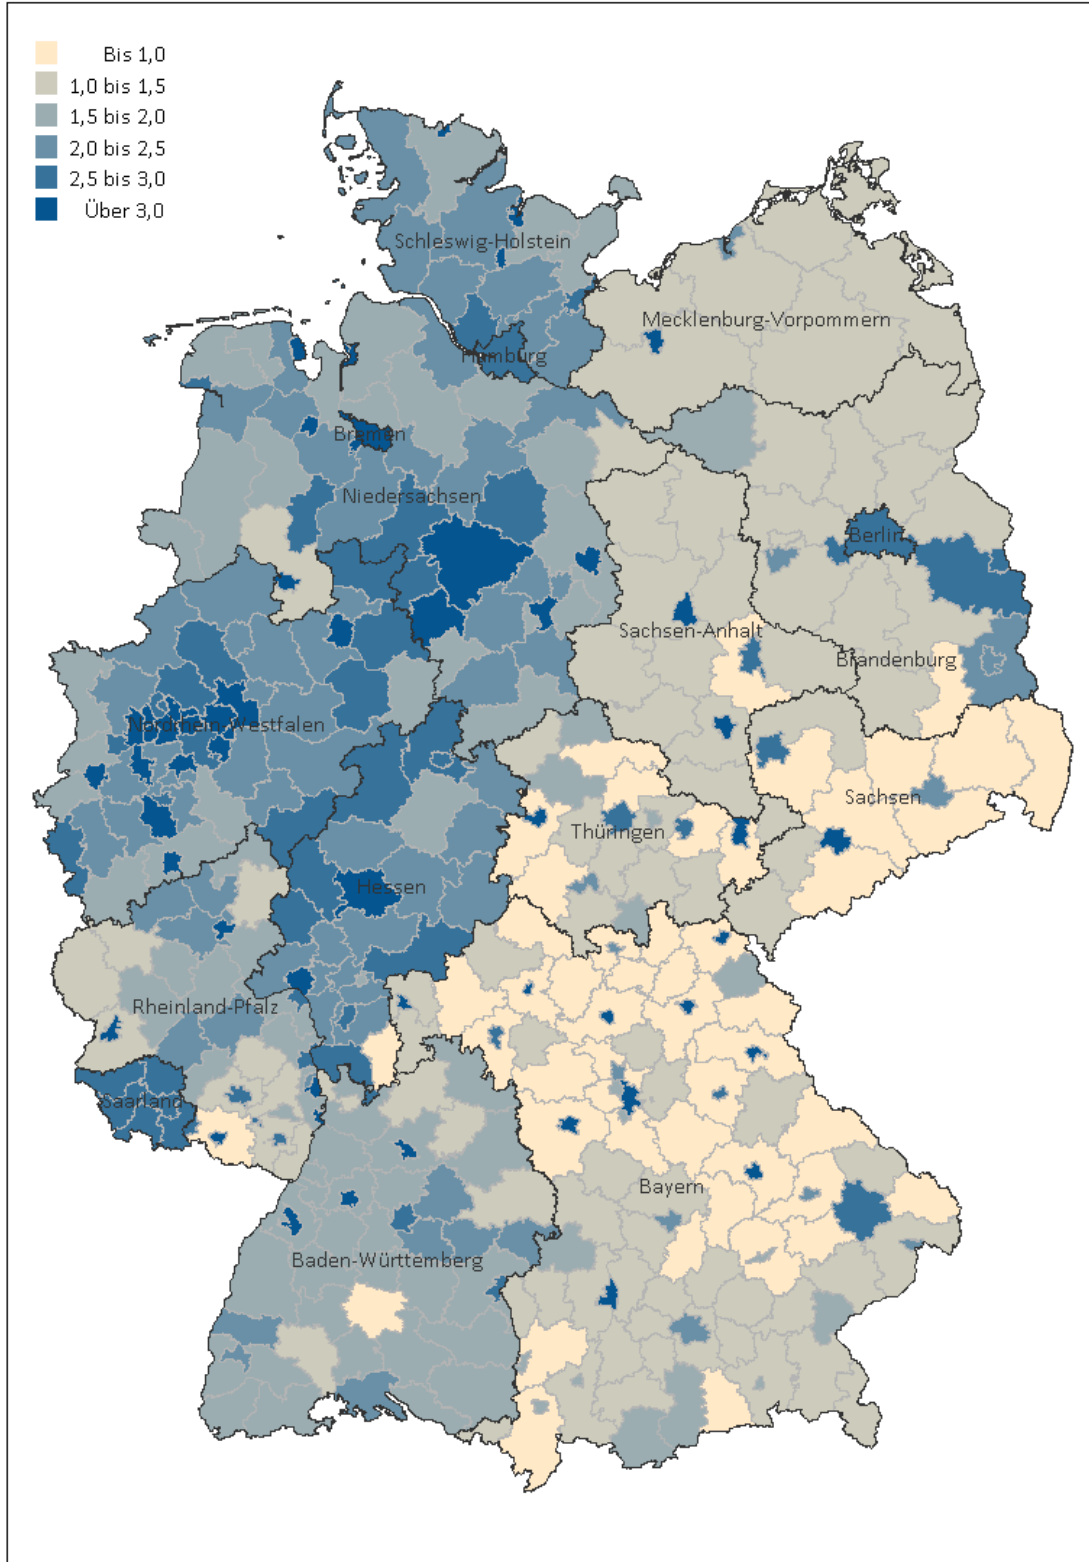 Bis 1,0
1,0 bis 1,5
1,5 bis 2,0
2,0 bis 2,5
2,5 bis 3,0
Über 3,0
Schleswig-Holstein
Mecklenburg-Vorpommern
Hamburg
Bremen
Niedersachsen
Berlin
Sachsen-Anhalt
Brandenburg
Nordrhein-Westfalen
Sachsen
Thüringen
Hessen
Rheinland-Pfalz
Saarland
Bayern
Baden-Württemberg